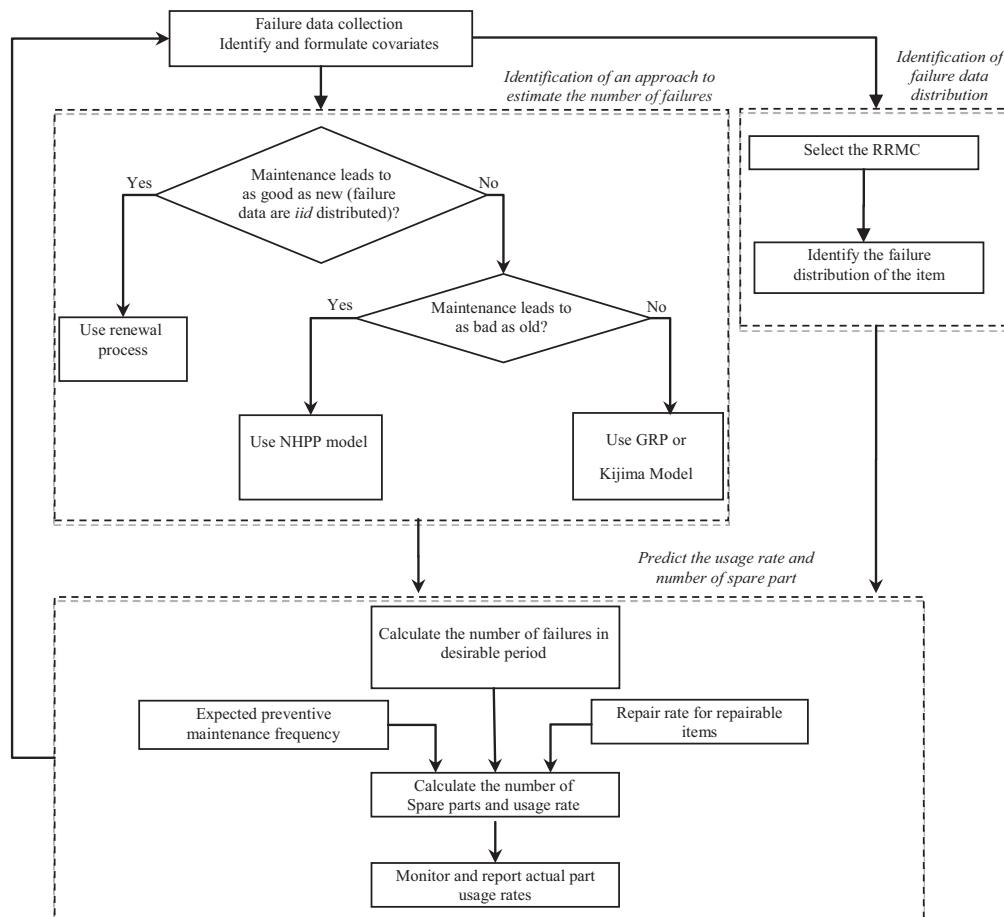 Failure data collection
Identify and formulate covariates
Identification of an approach to
estimate the number of failures
Identification of
failure data
distribution
Yes
Maintenance leads to
as good as new (failure
data are iid distributed)?
No
Select the RRMC
Identify the failure
distribution of the item
Use renewal
process
Yes
Maintenance leads to
as bad as old?
No
Use NHPP model
Use GRP or
Kijima Model
Predict the usage rate and
number of spare part
Calculate the number of failures in
desirable period
Expected preventive
maintenance frequency
Repair rate for repairable
items
Calculate the number of
Spare parts and usage rate
Monitor and report actual part
usage rates